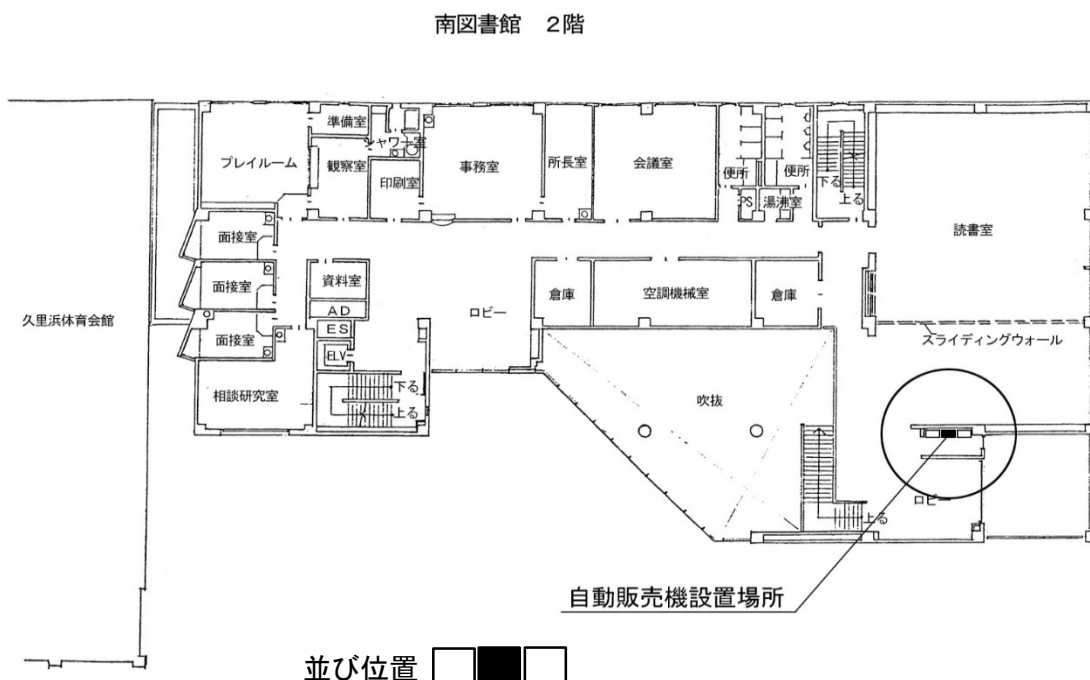 南図書館　２階
準備室
シャワー室
プレイルーム
観察室
印刷室
事務室
所長室
会議室
便所
便所
PS
湯沸室
下る
上る
読書室
面接室
面接室
面接室
資料室
AD
ES
ELV
相談研究室
下る
上る
ロビー
倉庫
空調機械室
倉庫
久里浜体育会館
スライディングウォール
吹抜
ロビー
上る
自動販売機設置場所
並び位置